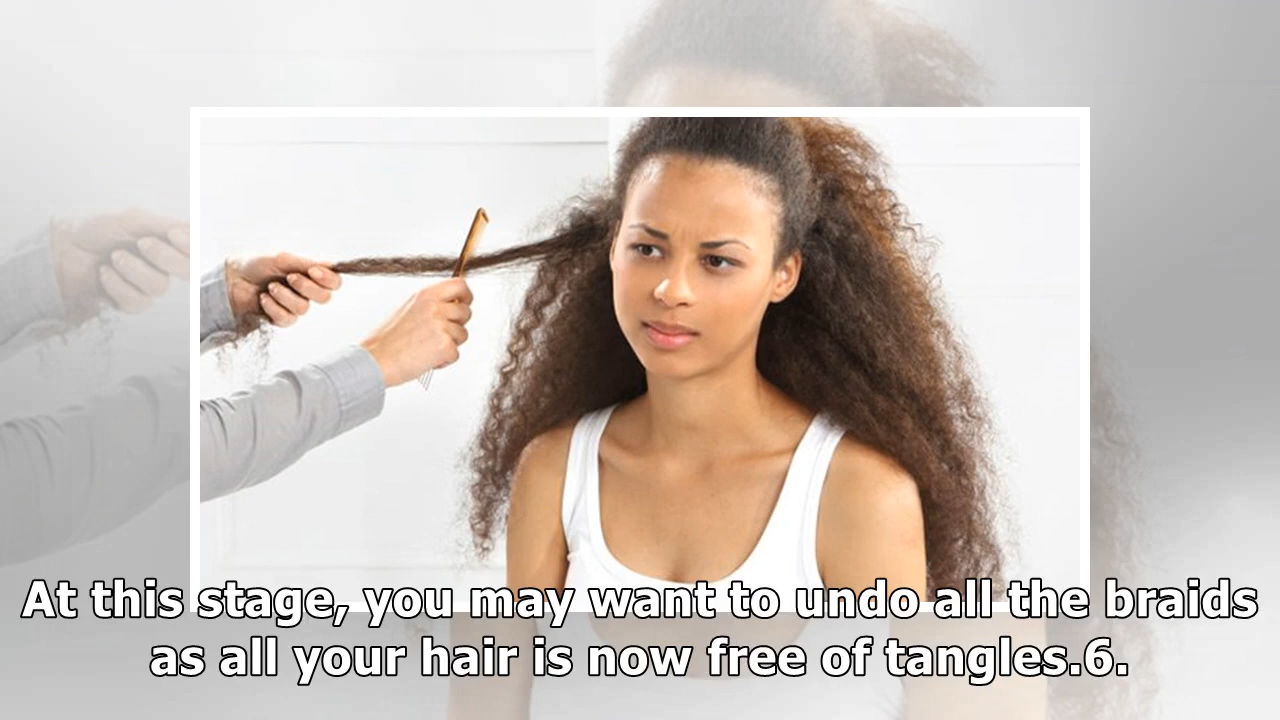 At this stage, you may want to undo all the braids
as all your hair is now free of tangles.6.